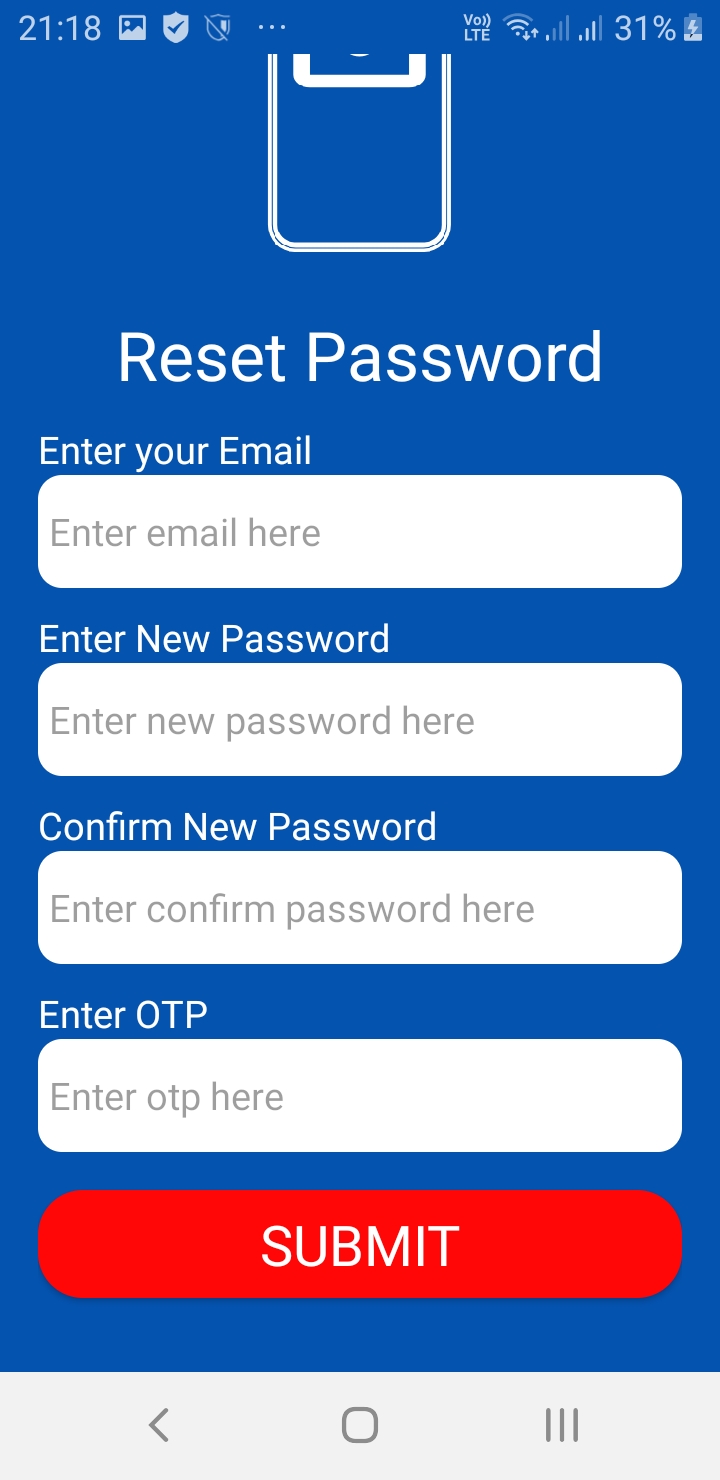 21:18 ... Vo)) LTE 31%
Reset Password
Enter your Email
Enter email here
Enter New Password
Enter new password here
Confirm New Password
Enter confirm password here
Enter OTP
Enter otp here
SUBMIT